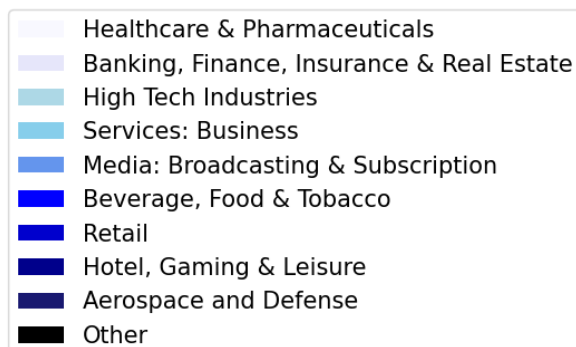 Healthcare & Pharmaceuticals
Banking, Finance, Insurance & Real Estate
High Tech Industries
Services: Business
Media: Broadcasting & Subscription
Beverage, Food & Tobacco
Retail
Hotel, Gaming & Leisure
Aerospace and Defense
Other